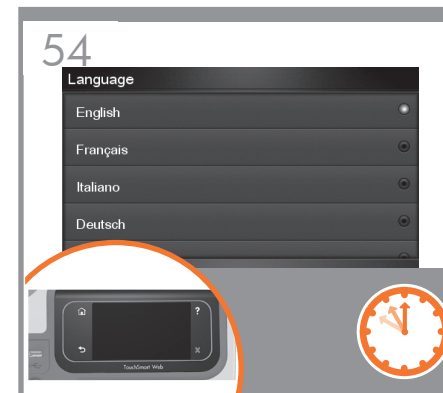 54
Language
English
Français
Italiano
Deutsch
?
X
TouchSmart Web